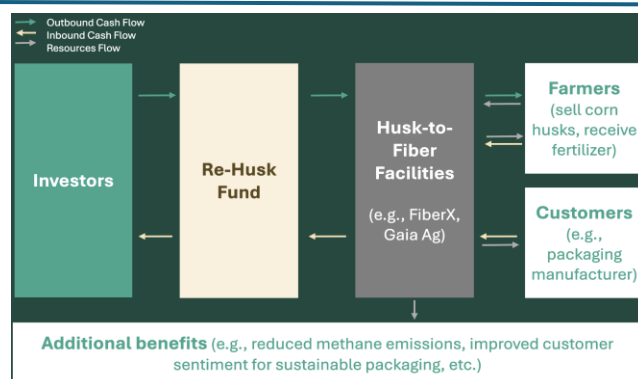 Outbound Cash Flow
Inbound Cash Flow
Resources Flow
Investors
Re-Husk
Fund
Husk-to-
Fiber
Facilities
(e.g., FiberX,
Gaia Ag)
Farmers
(sell corn
husks, receive
fertilizer)
Customers
(e.g.,
packaging
manufacturer)
Additional benefits (e.g., reduced methane emissions, improved customer
sentiment for sustainable packaging, etc.)